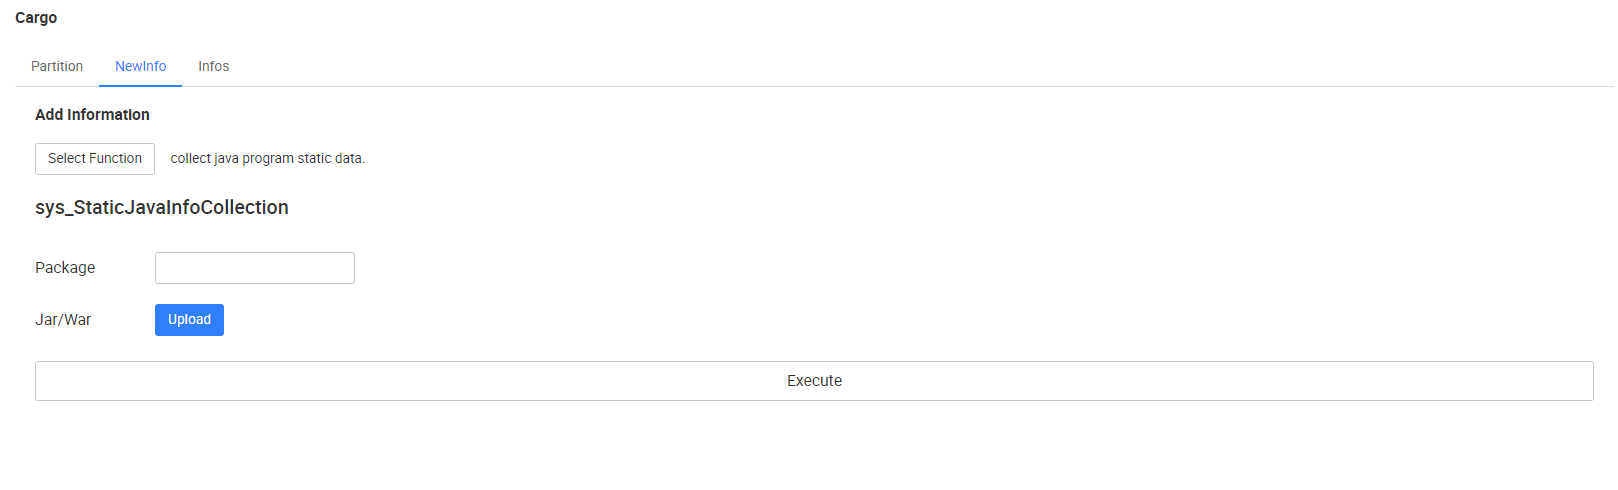 Cargo
Partition NewInfo Infos
Add Information
Select Function collect java program static data.
sys_StaticJavaInfoCollection
Package
Jar/War Upload
Execute